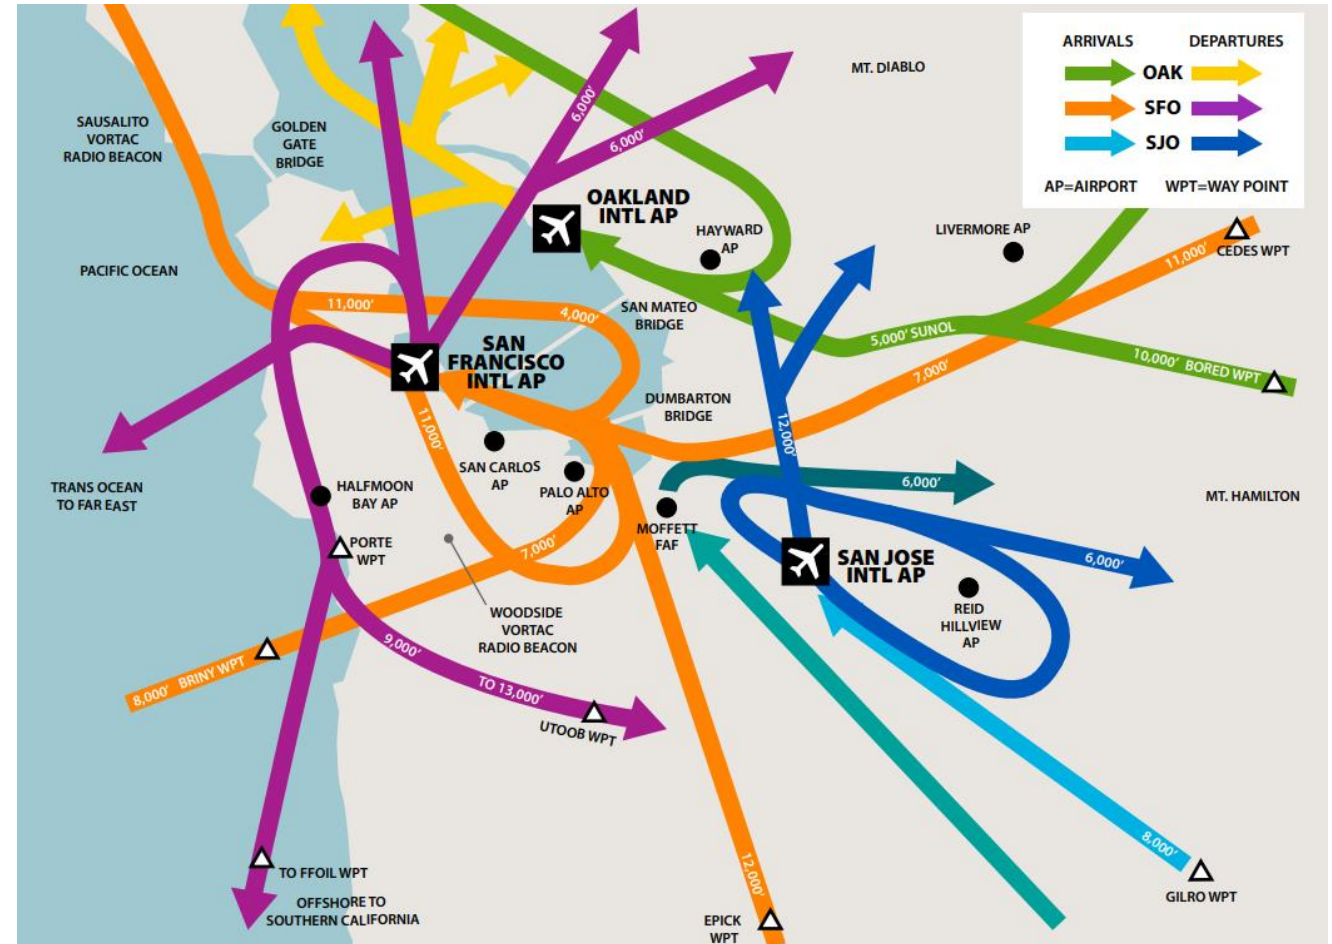 ARRIVALS DEPARTURES
OAK
SFO
SJO
AP=AIRPORT WPT=WAY POINT
MT. DIABLO
SAUSALITO
VORTAC
RADIO BEACON
GOLDEN
GATE
BRIDGE
6,000’
6,000’
OAKLAND
INTL AP
HAYWARD
AP
LIVERMORE AP
11,000’
CEDES WPT
PACIFIC OCEAN
11,000’
4,000’
SAN MATEO
BRIDGE
5,000’ SUNOL
10,000’ BORED WPT
SAN
FRANCISCO
INTL AP
7,000’
DUMBARTON
BRIDGE
11,000’
12,000’
SAN CARLOS
AP
PALO ALTO
AP
6,000’
TRANS OCEAN
TO FAR EAST
HALFMOON
BAY AP
MT. HAMILTON
MOFFETT
FAF
PORTE
WPT
7,000’
SAN JOSE
INTL AP
6,000’
WOODSIDE
VORTAC
RADIO BEACON
REID
HILLVIEW
AP
9,000’
TO 13,000’
8,000’ BRINY WPT
UTOOB WPT
8,000’
GILRO WPT
12,000’
TO FFOIL WPT
OFFSHORE TO
SOUTHERN CALIFORNIA
EPICK
WPT